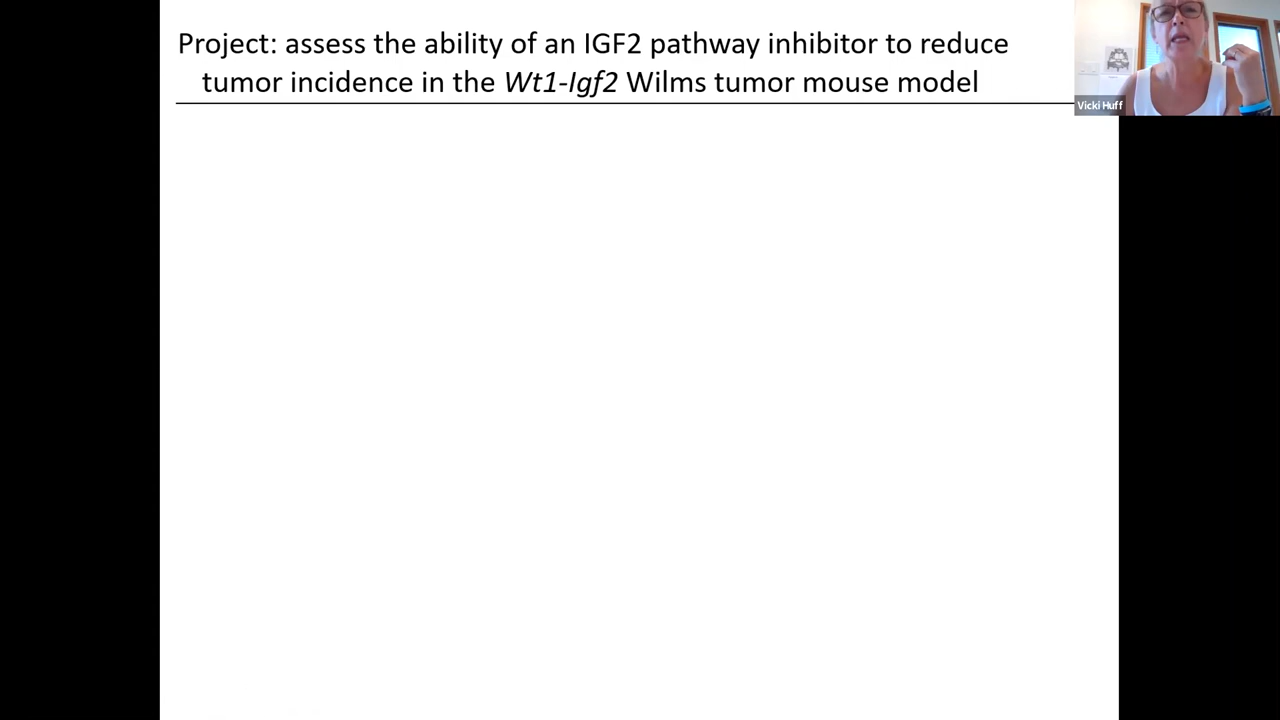 Project: assess the ability of an IGF2 pathway inhibitor to reduce
tumor incidence in the Wt1-Igf2 Wilms tumor mouse model
Vicki Huff